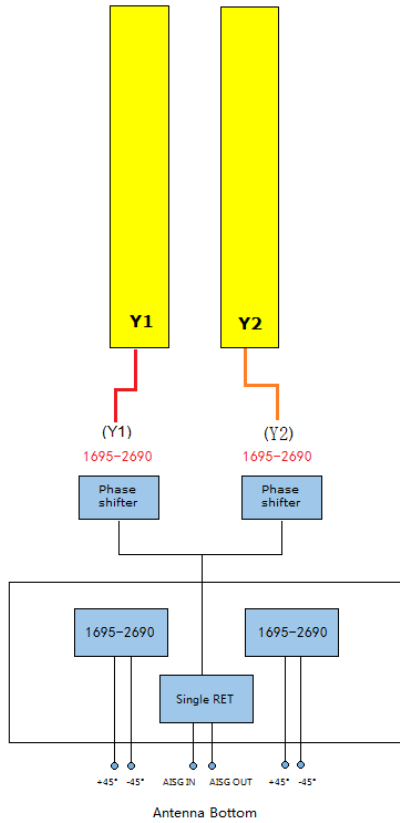 Y1
Y2
(Y1)
(Y2)
1695-2690
1695-2690
Phase
shifter
Phase
shifter
1695-2690
1695-2690
Single RET
+45°
-45°
AISG IN
AISG OUT
+45°
-45°
Antenna Bottom